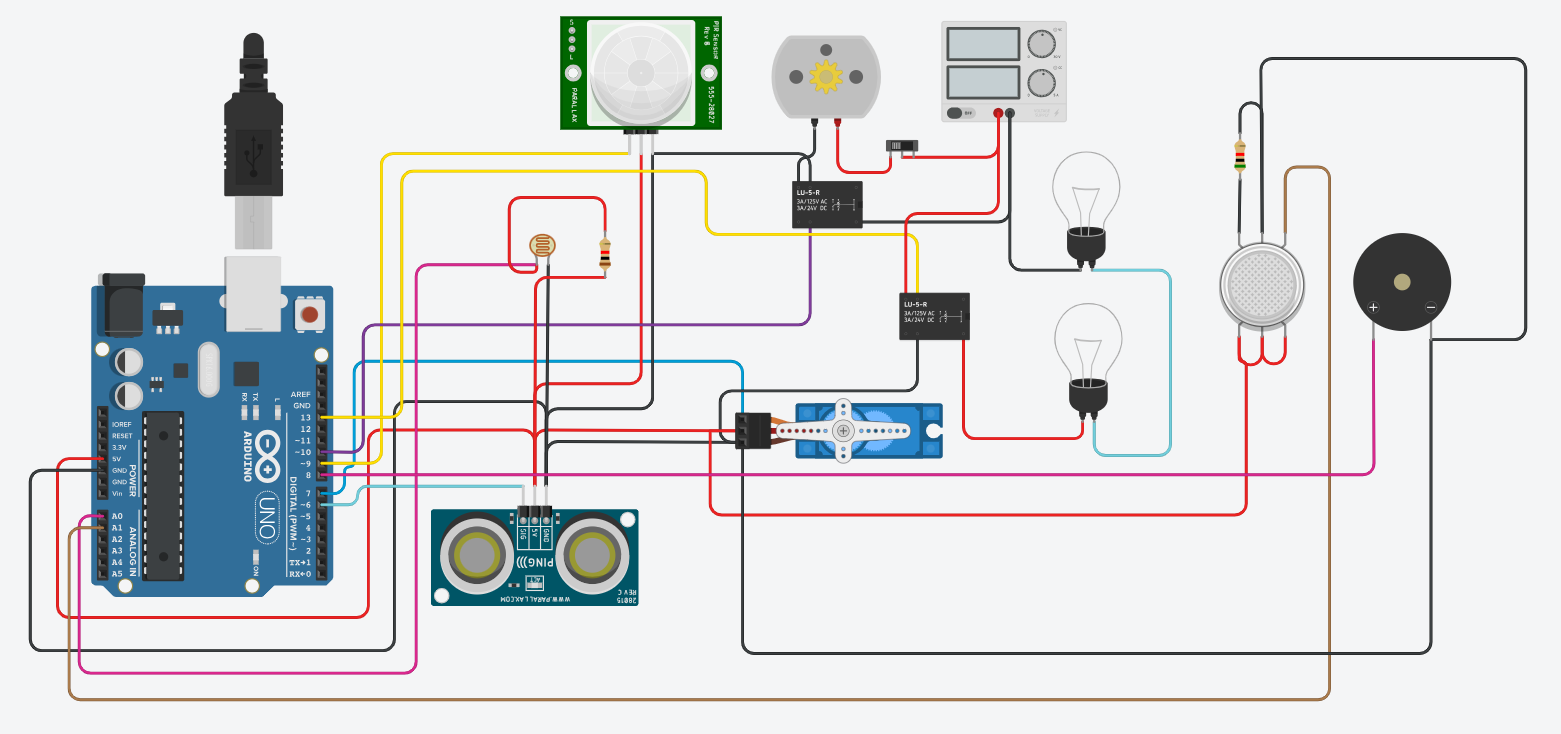 S
L
PIR SENSOR
Rev B
PARALLAX
555-28027
OFF
LU-5-R
3A/125V AC
3A/24V DC
LU-5-R
3A/125V AC
3A/24V DC
+
−
RX
TX
L
AREF
GND
13
12
~11
~10
~9
8
7
~6
~5
4
~3
2
TX→1
RX←0
DIGITAL (PWM~)
ARDUINO
UNO
ON
IOREF
RESET
3.3V
5V
GND
GND
Vin
POWER
A0
A1
A2
A3
A4
A5
ANALOG IN
SIG
5V
GND
PING)))
ACT
WWW.PARALLAX.COM
28015
REV C